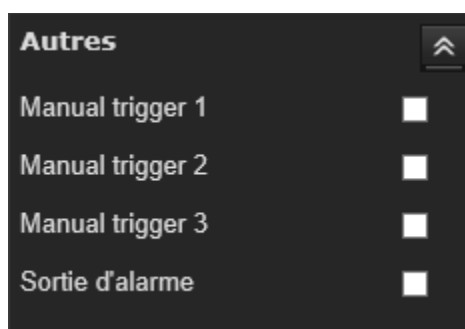 Autres
Manual trigger 1
Manual trigger 2
Manual trigger 3
Sortie d'alarme